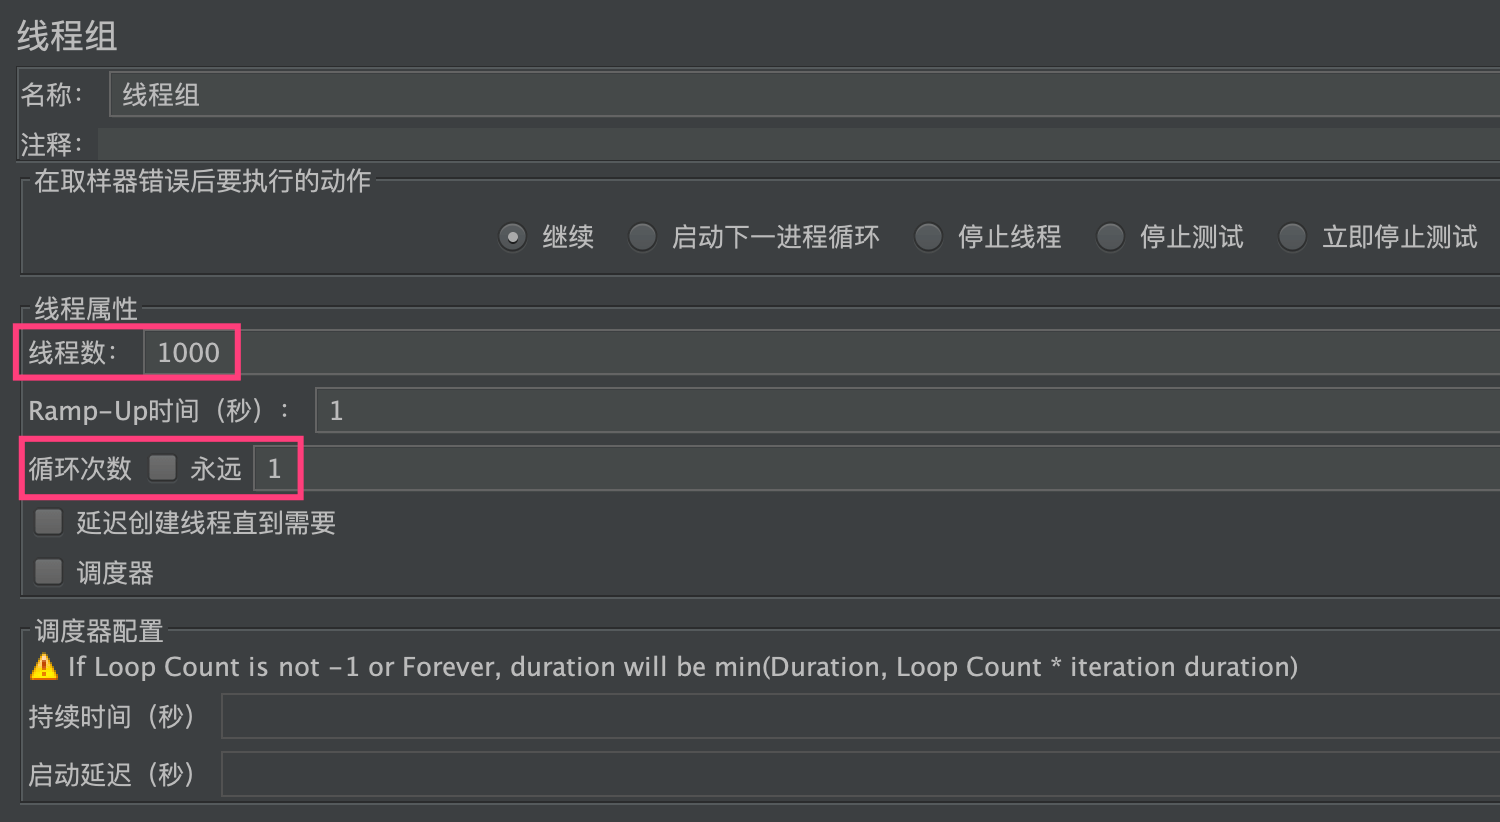 线程组
名称： 线程组
注释：
在取样器错误后要执行的动作
继续 启动下一进程循环 停止线程 停止测试 立即停止测试
线程属性
线程数： 1000
Ramp-Up时间（秒）： 1
循环次数 永远 1
延迟创建线程直到需要
调度器
调度器配置
If Loop Count is not -1 or Forever, duration will be min(Duration, Loop Count * iteration duration)
持续时间（秒）
启动延迟（秒）